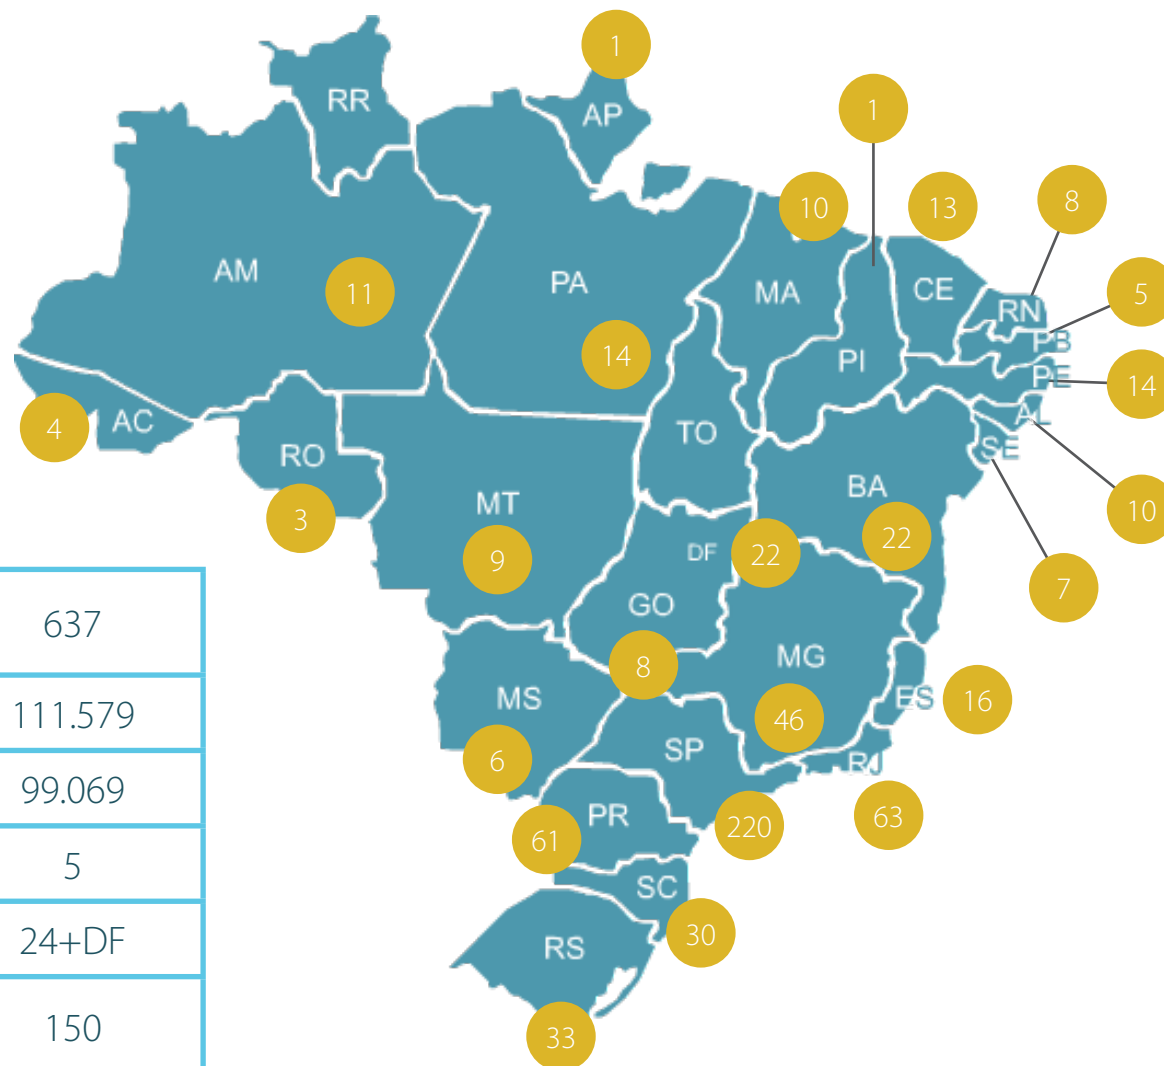 1
RR
AP
1
10
13
8
AM
11
PA
14
MA
CE
RN
5
PB
PI
PE
14
AL
10
4
AC
RO
3
TO
SE
7
BA
22
MT
9
DF
22
GO
8
MG
46
ES
16
MS
6
SP
220
RJ
63
PR
61
SC
30
RS
33
637
111.579
99.069
5
24+DF
150